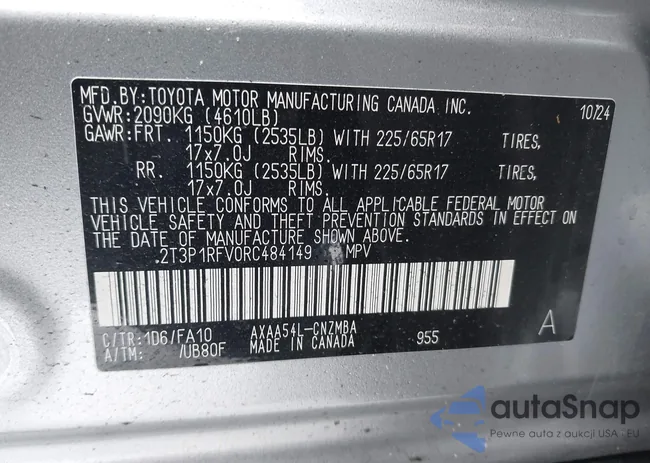 MFD.BY:TOYOTA MOTOR MANUFACTURING CANADA INC. 10/24
GVWR:2090KG (4610LB)
GAWR:FRT. 1150KG (2535LB) WITH 225/65R17 TIRES,
17x7.0J RIMS.
RR. 1150KG (2535LB) WITH 225/65R17 TIRES,
17x7.0J RIMS.
THIS VEHICLE CONFORMS TO ALL APPLICABLE FEDERAL MOTOR
VEHICLE SAFETY AND THEFT PREVENTION STANDARDS IN EFFECT ON
THE DATE OF MANUFACTURE SHOWN ABOVE.
2T3P1RFV0RC484149 MPV
C/TR:1D6/FA10 AXAA54L-CNZMBA 955 A
A/TM: /UB80F MADE IN CANADA
autoSnap
Pewne auta z aukcji USA i EU